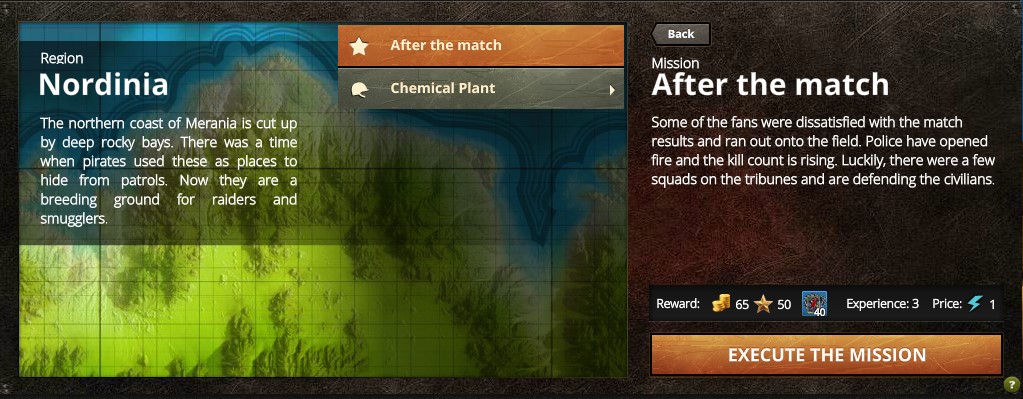 Region
Nordinia
The northern coast of Merania is cut up
by deep rocky bays. There was a time
when pirates used these as places to
hide from patrols. Now they are a
breeding ground for raiders and
smugglers.
After the match
Chemical Plant
Back
Mission
After the match
Some of the fans were dissatisfied with the match
results and ran out onto the field. Police have opened
fire and the kill count is rising. Luckily, there were a few
squads on the tribunes and are defending the civilians.
Reward: 65 50 40 Experience: 3 Price: 1
EXECUTE THE MISSION
?